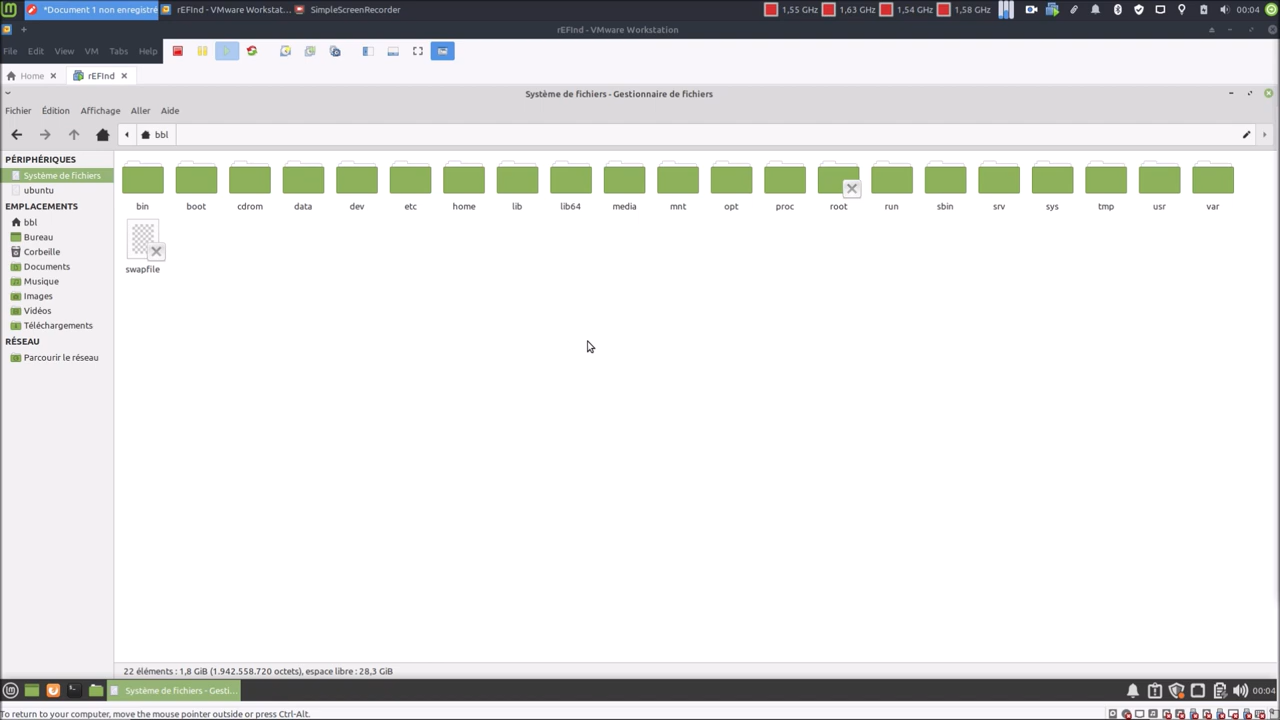 *Document 1 non enregistré
rEFInd - VMware Workstat...
SimpleScreenRecorder
1,55 GHz
1,63 GHz
1,54 GHz
1,58 GHz
00:04
rEFInd - VMware Workstation
File Edit View VM Tabs Help
Home
rEFInd
Système de fichiers - Gestionnaire de fichiers
Fichier Édition Affichage Aller Aide
bbl
PÉRIPHÉRIQUES
Système de fichiers
ubuntu
EMPLACEMENTS
bbl
Bureau
Corbeille
Documents
Musique
Images
Vidéos
Téléchargements
RÉSEAU
Parcourir le réseau
bin boot cdrom data dev etc home lib lib64 media mnt opt proc root run sbin srv sys tmp usr var
swapfile
22 éléments : 1,8 GiB (1.942.558.720 octets), espace libre : 28,3 GiB
Système de fichiers - Gesti...
00:04
To return to your computer, move the mouse pointer outside or press Ctrl-Alt.